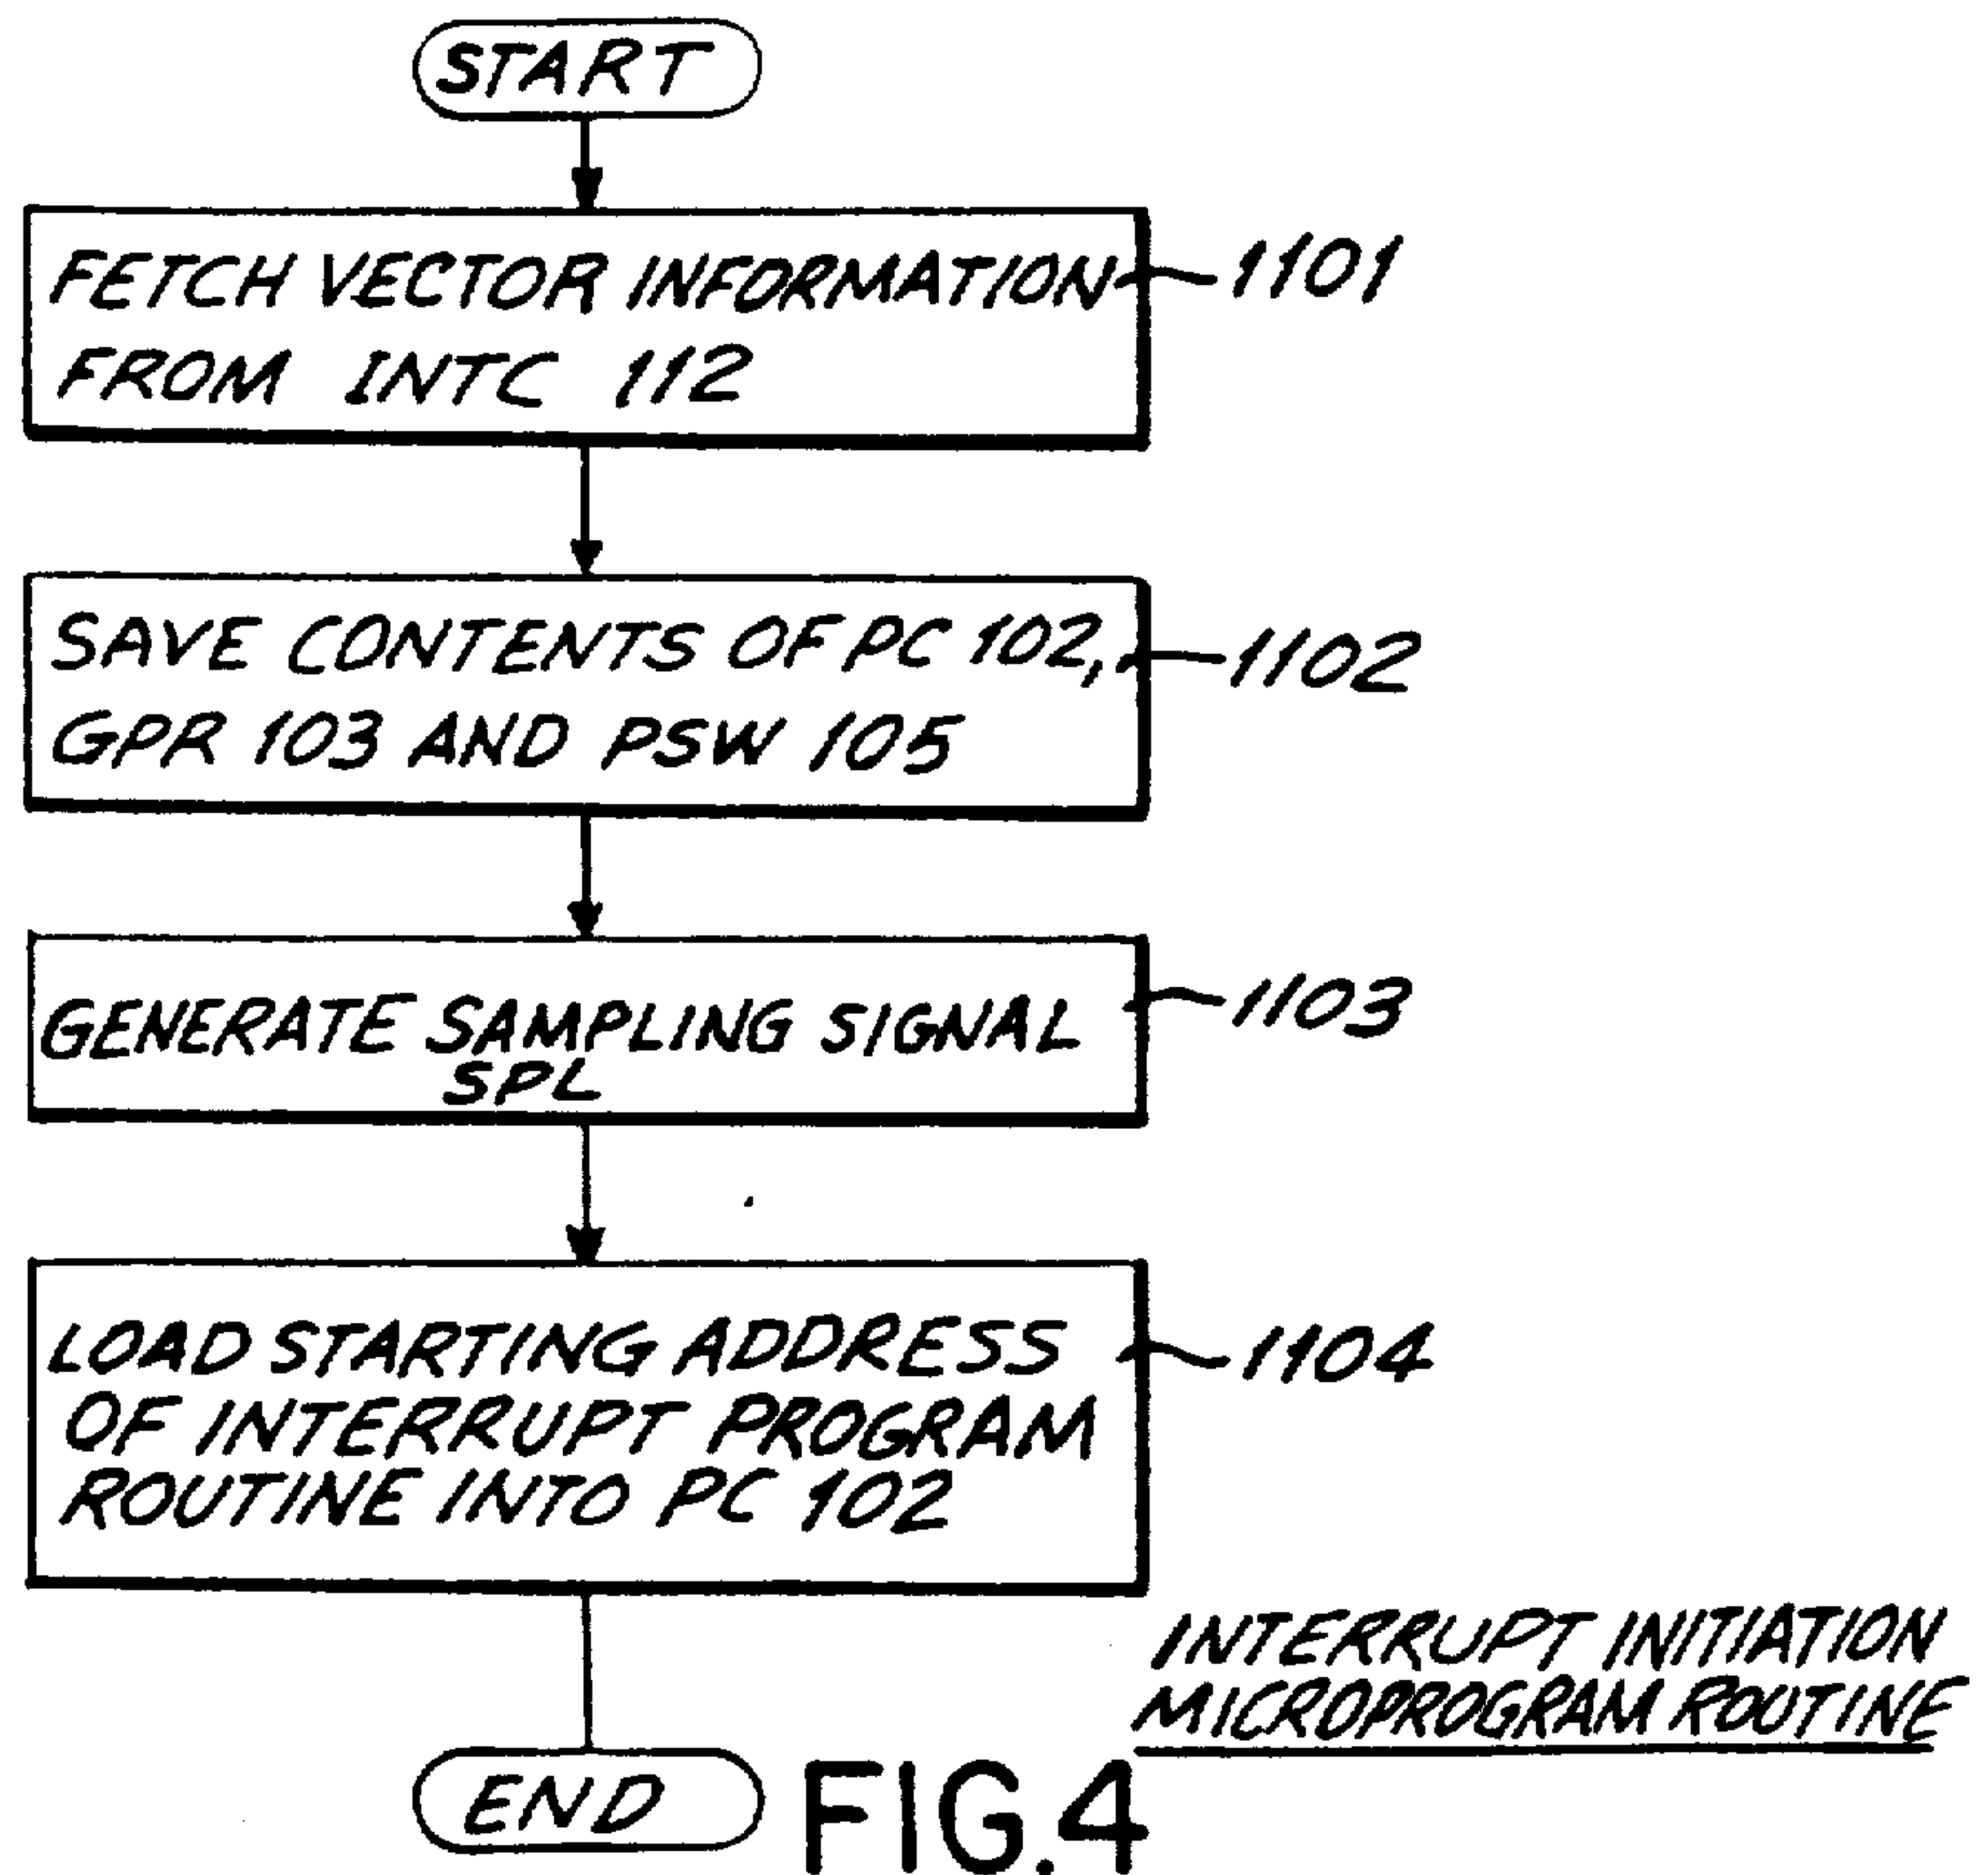 START
FETCH VECTOR INFORMATION
FROM INTC 112
1101
SAVE CONTENTS OF PC 102,
GPR 103 AND PSW 105
1102
GENERATE SAMPLING SIGNAL
SPL
1103
LOAD STARTING ADDRESS
OF INTERRUPT PROGRAM
ROUTINE INTO PC 102
1104
END
INTERRUPT INITIATION
MICROPROGRAM ROUTINE
FIG.4